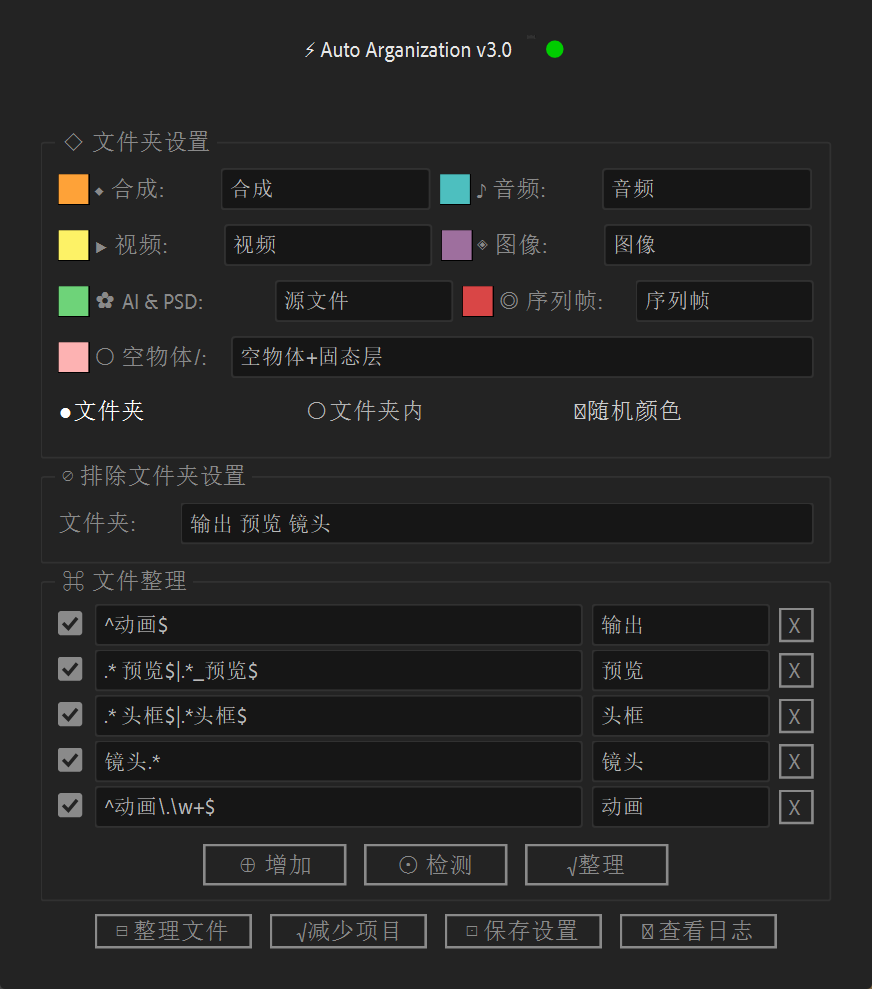 ⚡ Auto Arganization v3.0
◇ 文件夹设置
◆ 合成: 合成 ♪ 音频: 音频
▶ 视频: 视频 ◈ 图像: 图像
✿ AI & PSD: 源文件 ◎ 序列帧: 序列帧
○ 空物体/: 空物体+固态层
●文件夹 ○文件夹内 随机颜色
⊘ 排除文件夹设置
文件夹: 输出 预览 镜头
⌘ 文件整理
^动画$ 输出 X
.* 预览$|.*_预览$ 预览 X
.* 头框$|.*头框$ 头框 X
镜头.* 镜头 X
^动画\.\w+$ 动画 X
⊕ 增加 ⊙ 检测 √整理
⊟整理文件 √减少项目 ⊡保存设置 查看日志